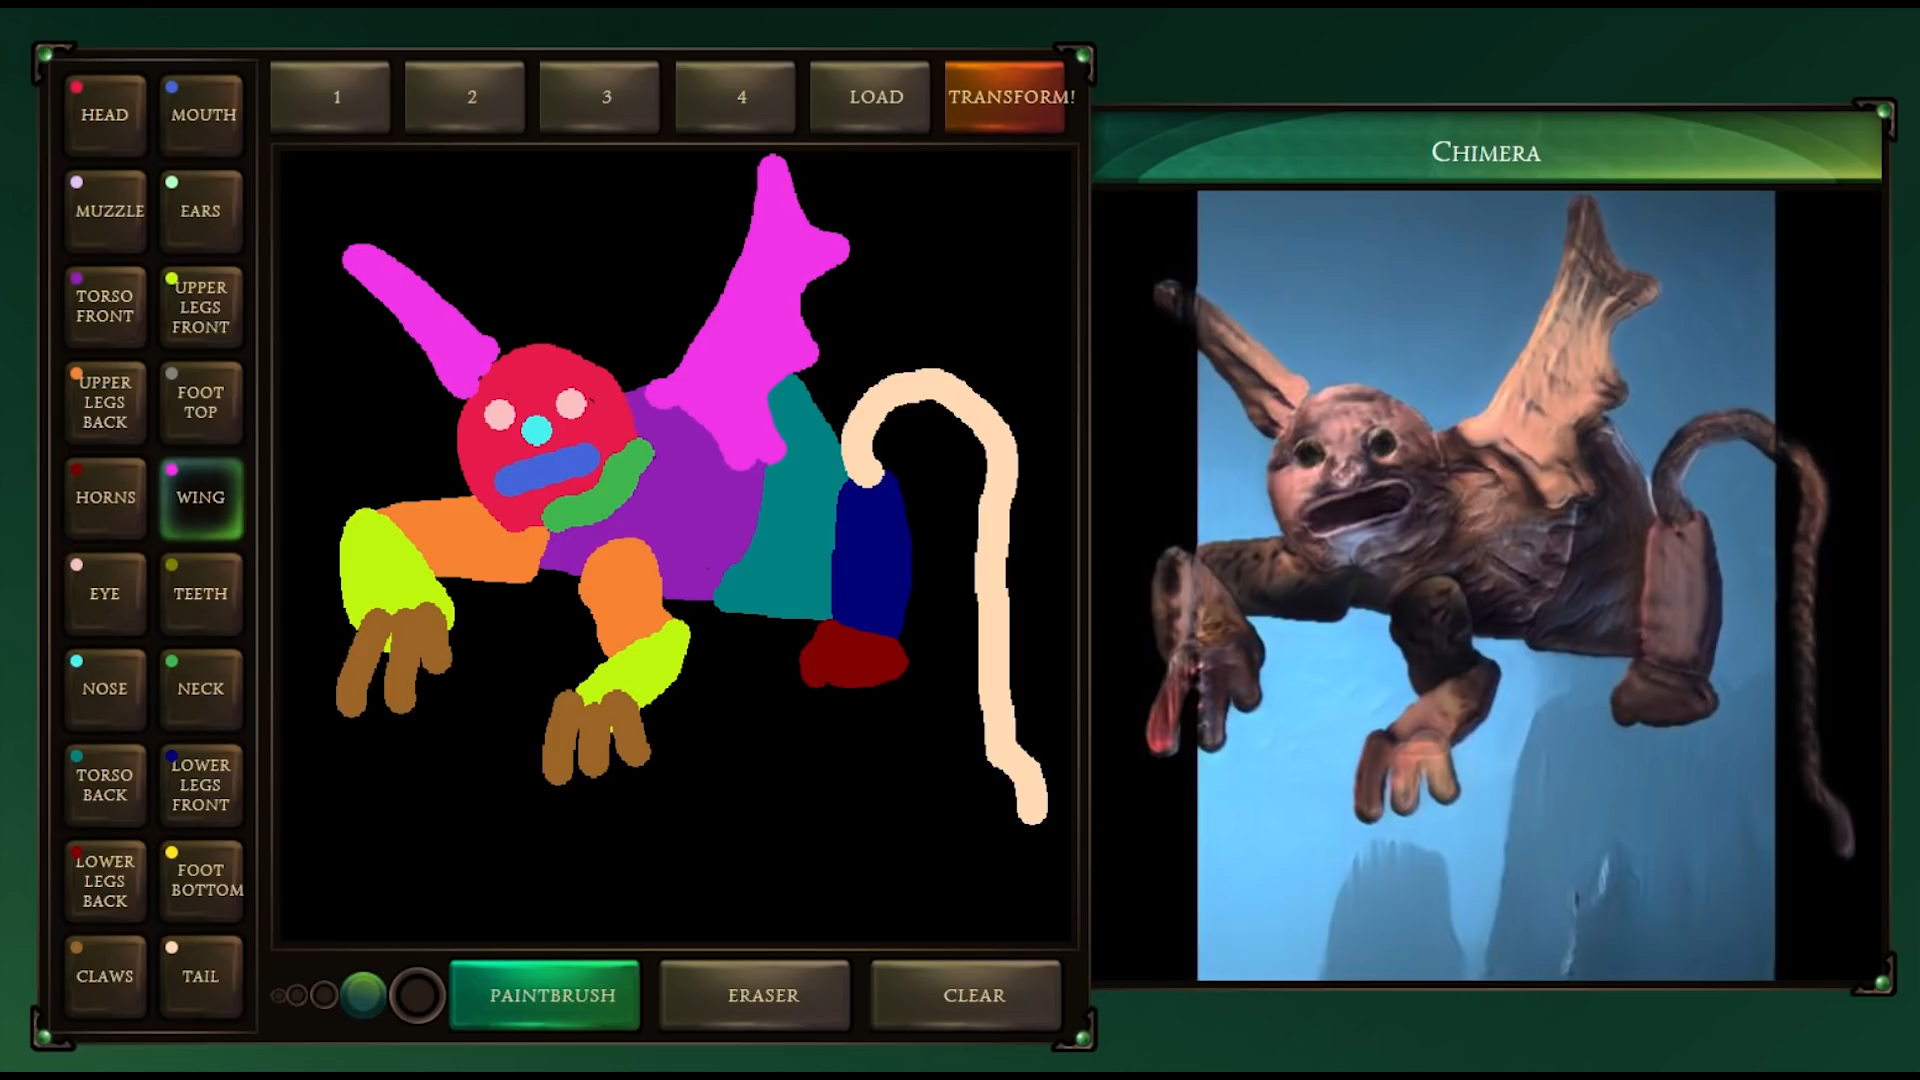 1
2
3
4
LOAD
TRANSFORM!
HEAD
MOUTH
MUZZLE
EARS
TORSO
FRONT
UPPER
LEGS
FRONT
UPPER
LEGS
BACK
FOOT
TOP
HORNS
WING
EYE
TEETH
NOSE
NECK
TORSO
BACK
LOWER
LEGS
FRONT
LOWER
LEGS
BACK
FOOT
BOTTOM
CLAWS
TAIL
PAINTBRUSH
ERASER
CLEAR
CHIMERA